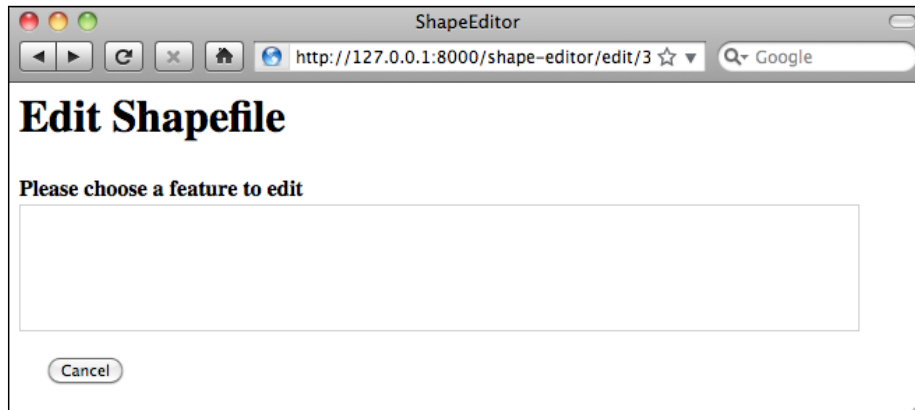 ShapeEditor
http://127.0.0.1:8000/shape-editor/edit/3
Google
Edit Shapefile
Please choose a feature to edit
Cancel